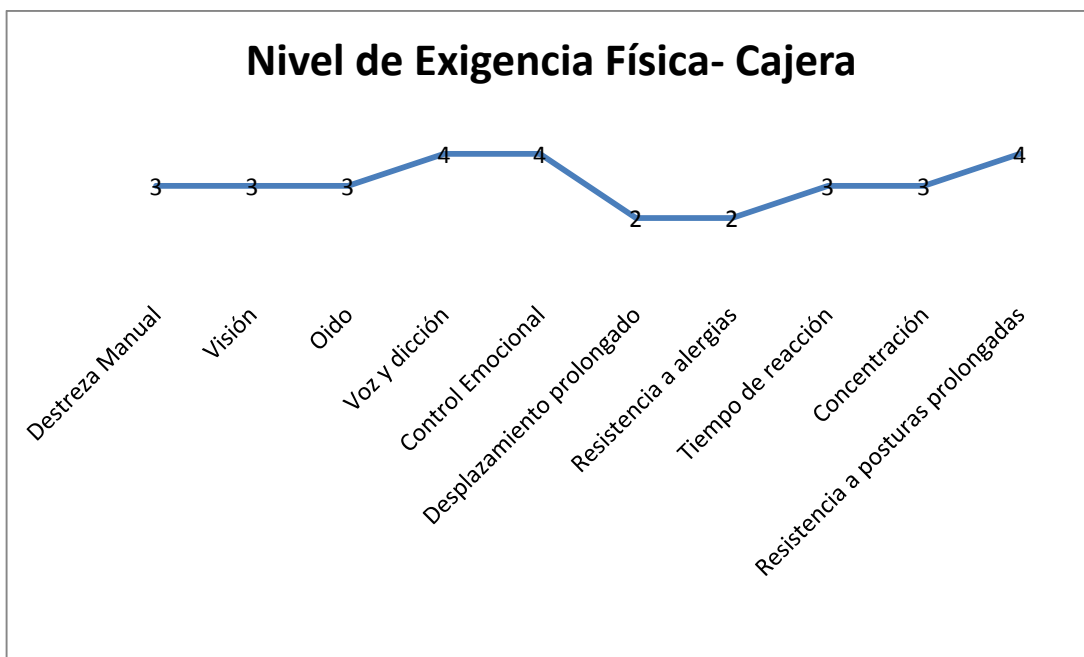 Nivel de Exigencia Física- Cajera
3
3
3
4
4
2
2
3
3
4
Destreza Manual
Visión
Oido
Voz y dicción
Control Emocional
Desplazamiento prolongado
Resistencia a alergias
Tiempo de reacción
Concentración
Resistencia a posturas prolongadas